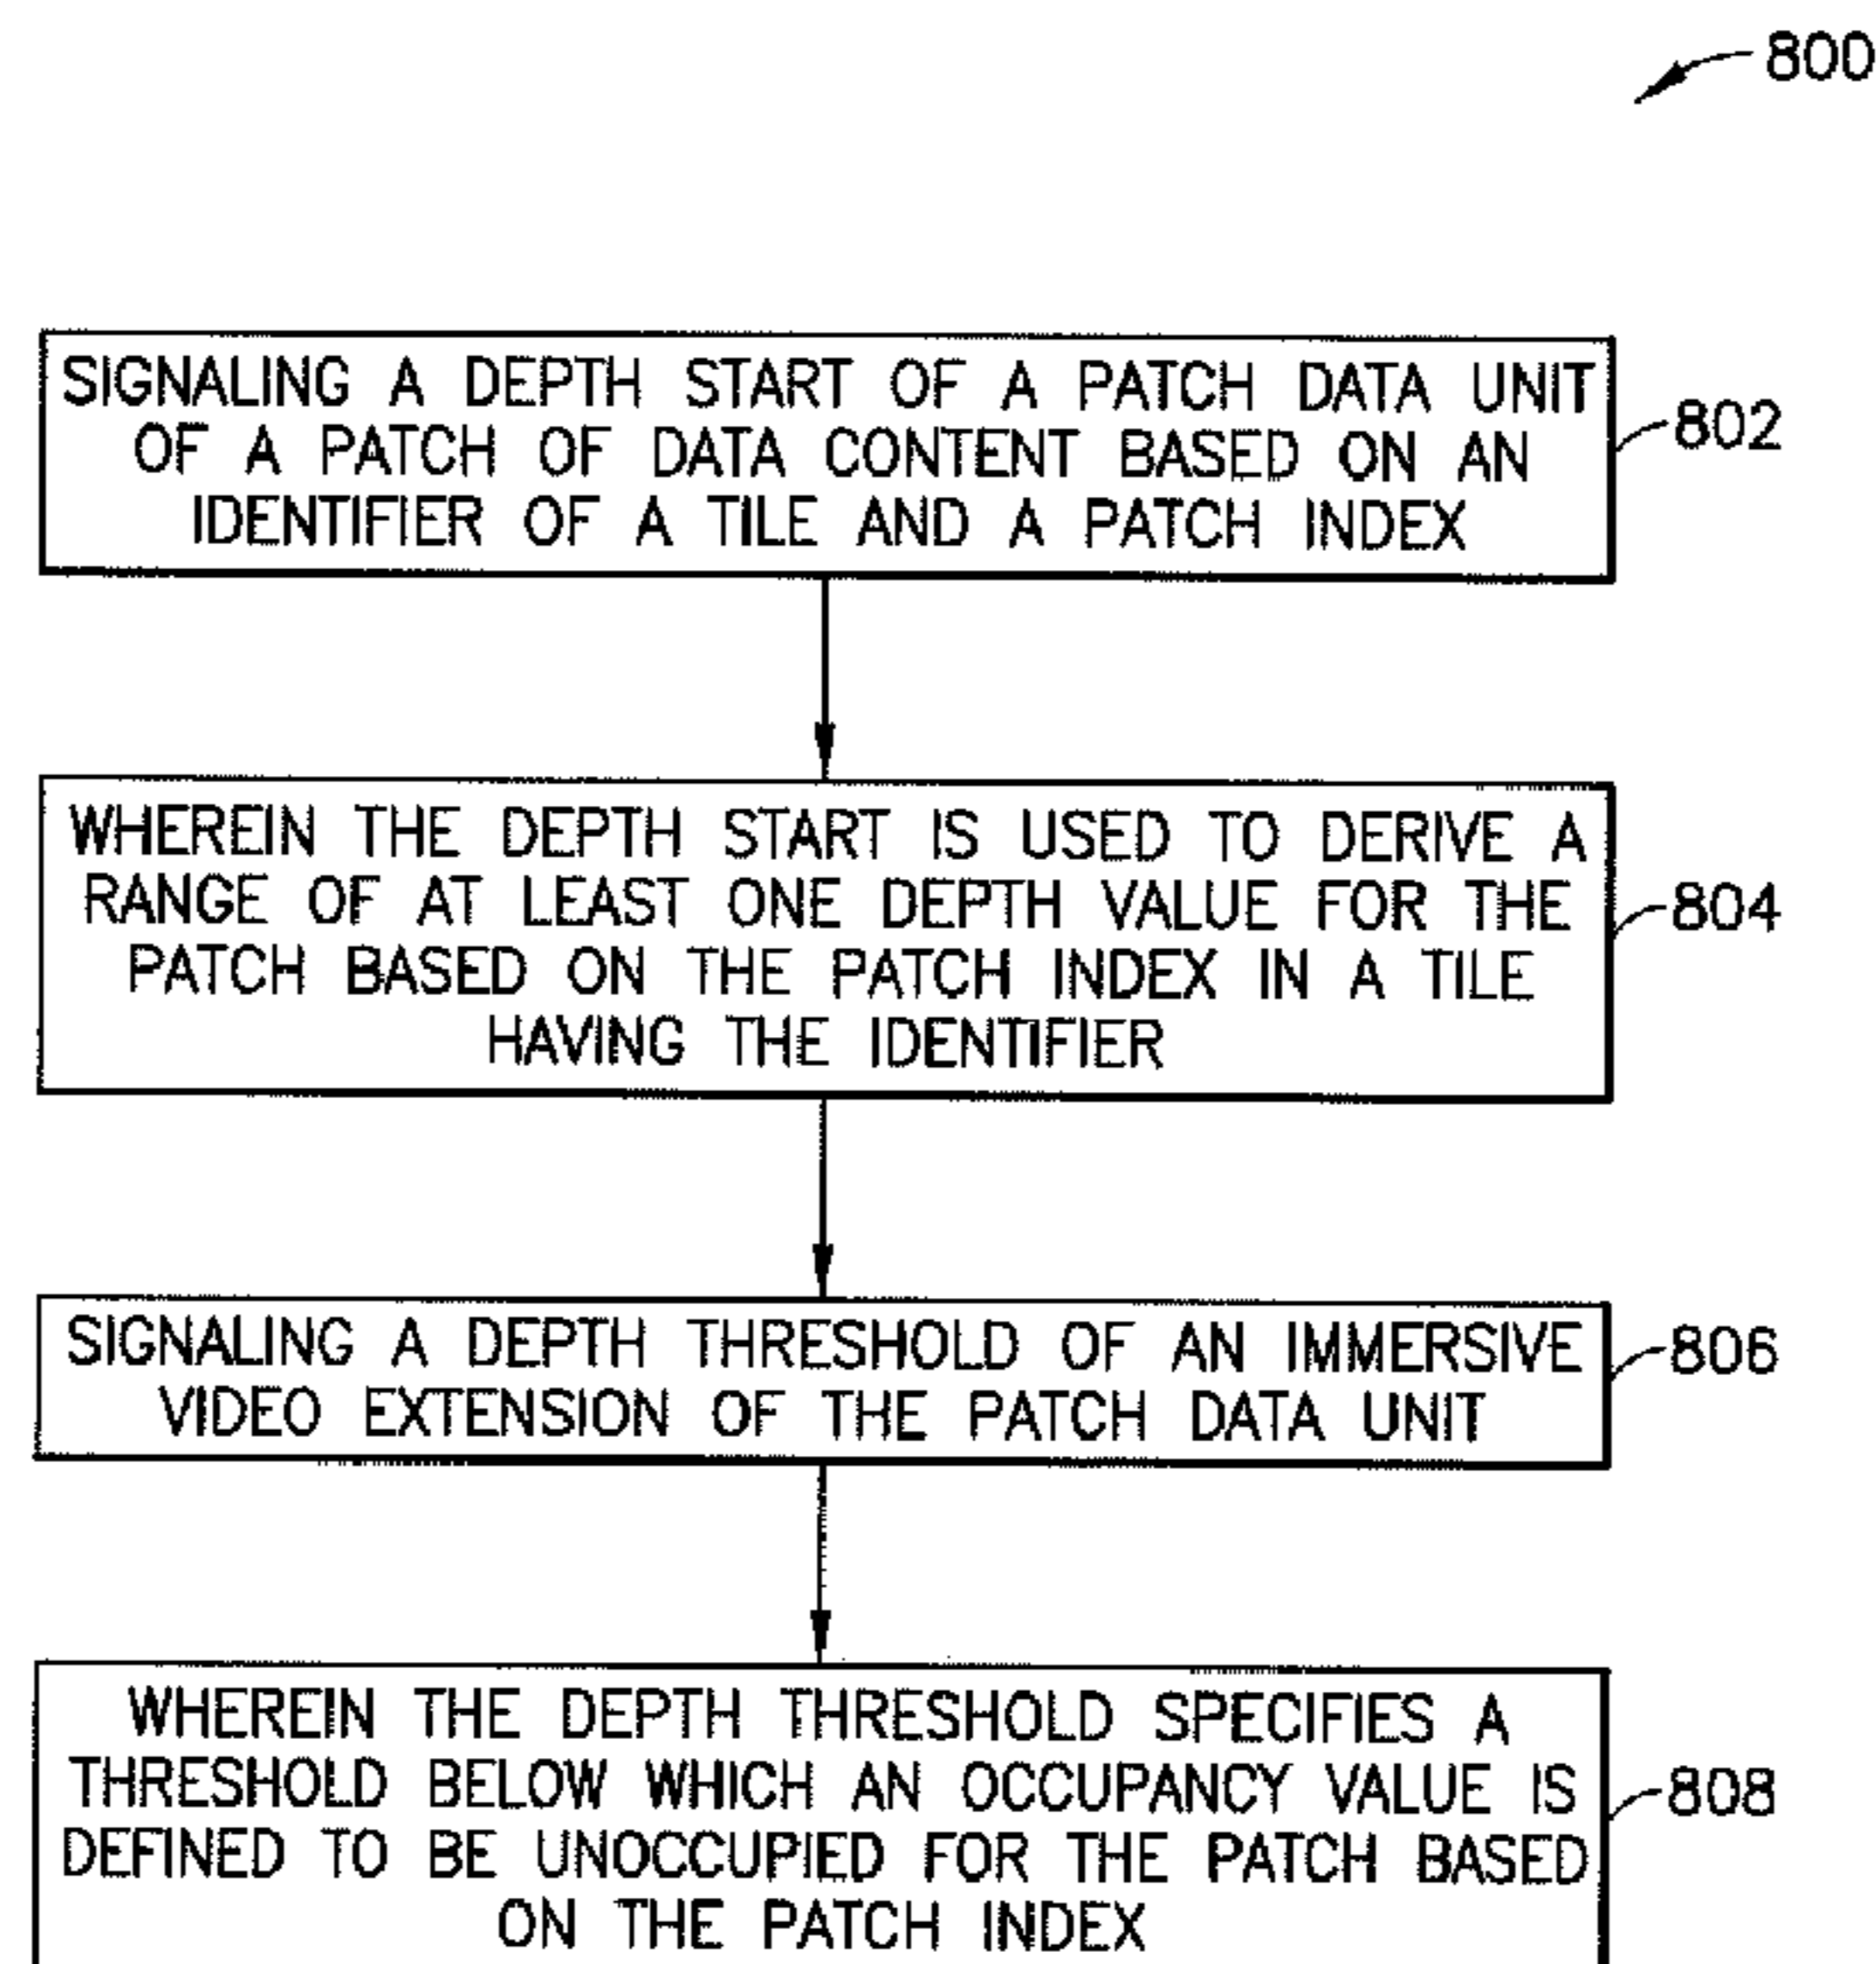 800
SIGNALING A DEPTH START OF A PATCH DATA UNIT
OF A PATCH OF DATA CONTENT BASED ON AN
IDENTIFIER OF A TILE AND A PATCH INDEX
802
WHEREIN THE DEPTH START IS USED TO DERIVE A
RANGE OF AT LEAST ONE DEPTH VALUE FOR THE
PATCH BASED ON THE PATCH INDEX IN A TILE
HAVING THE IDENTIFIER
804
SIGNALING A DEPTH THRESHOLD OF AN IMMERSIVE
VIDEO EXTENSION OF THE PATCH DATA UNIT
806
WHEREIN THE DEPTH THRESHOLD SPECIFIES A
THRESHOLD BELOW WHICH AN OCCUPANCY VALUE IS
DEFINED TO BE UNOCCUPIED FOR THE PATCH BASED
ON THE PATCH INDEX
808